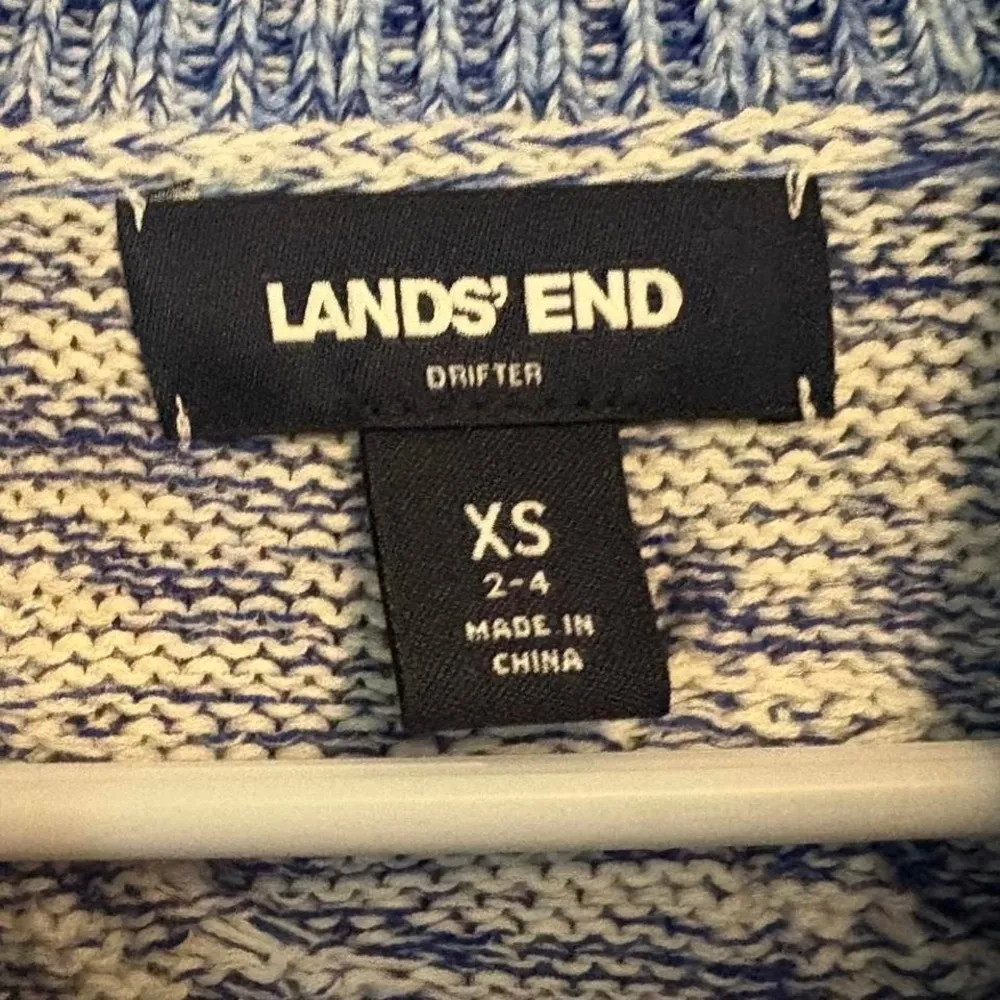 LANDS' END
DRIFTER
XS
2-4
MADE IN
CHINA